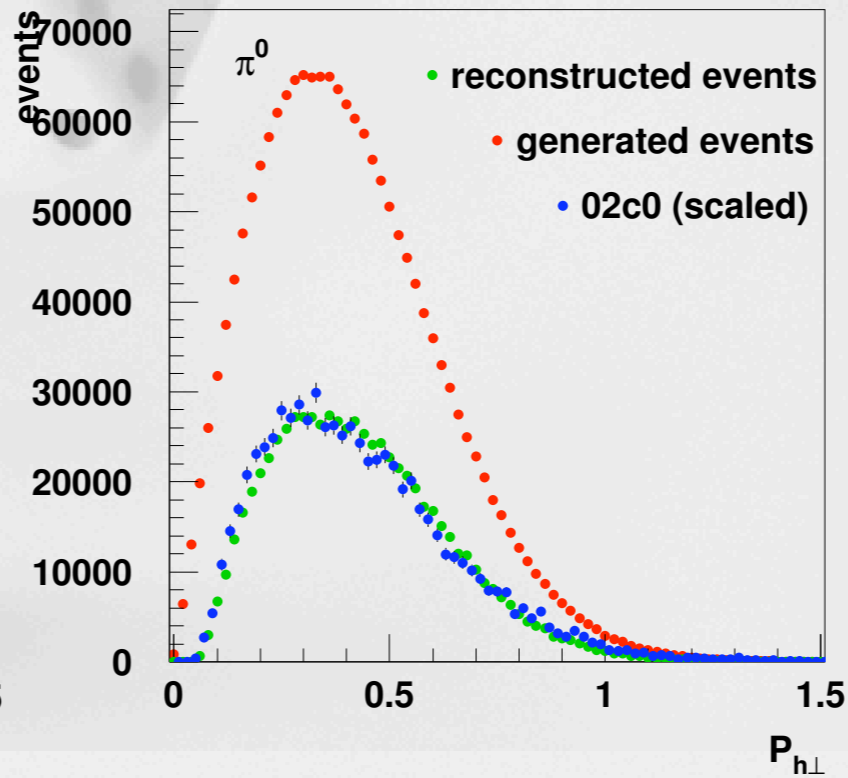 events
70000
60000
50000
40000
30000
20000
10000
0
π⁰
reconstructed events
generated events
02c0 (scaled)
0 0.5 1 1.5
P_h⊥